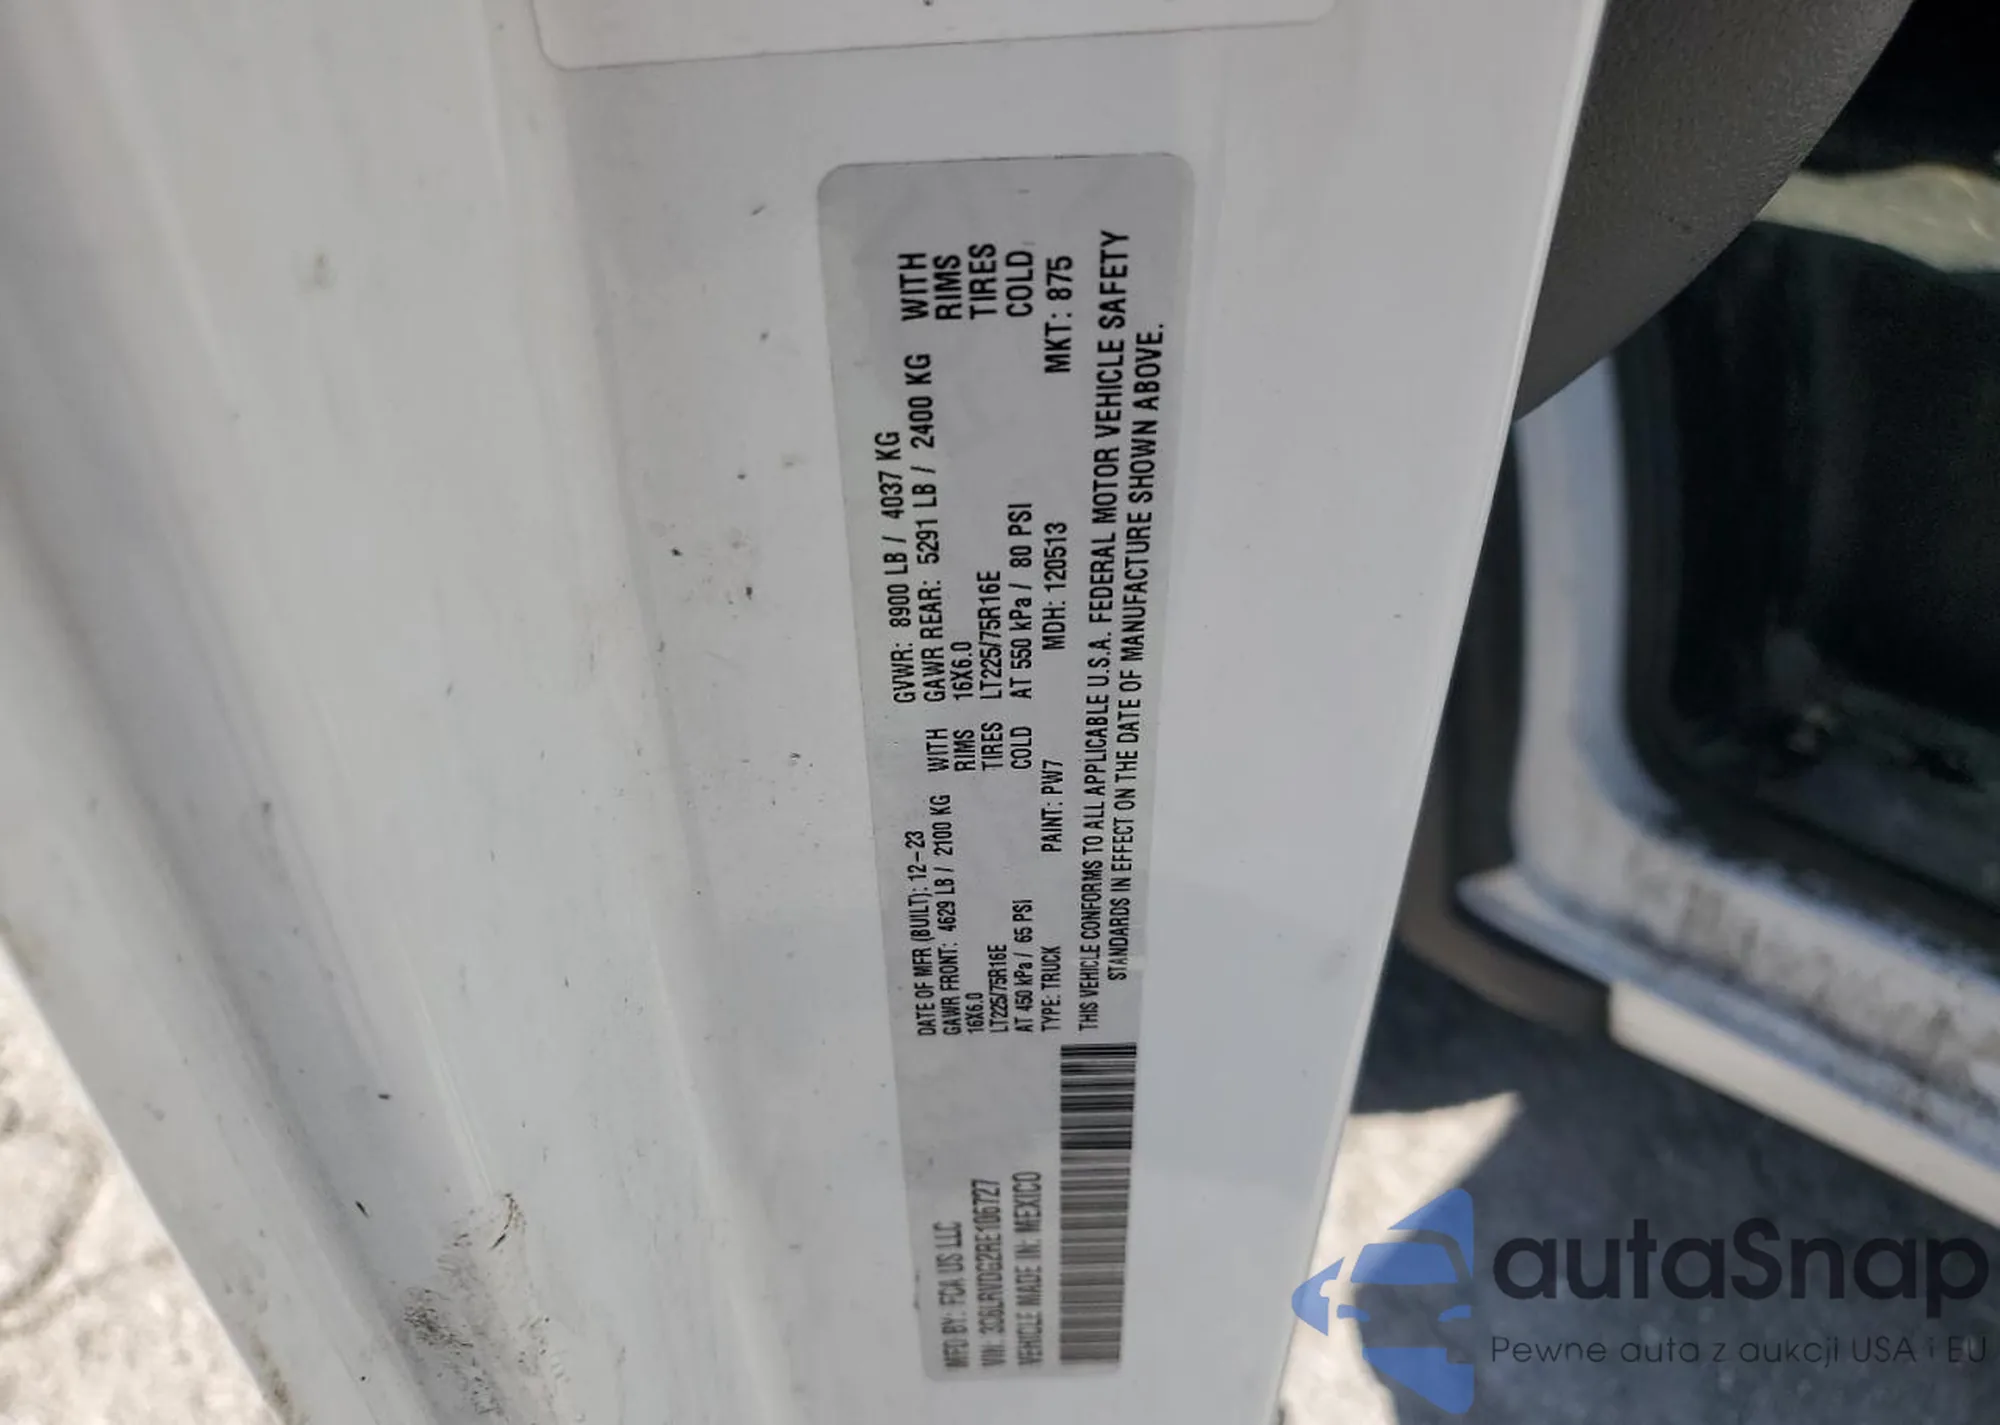 MFD BY: FCA US LLC
VIN: 3C6LRVDG2RE106727
VEHICLE MADE IN: MEXICO
DATE OF MFR (BUILT): 12-23
GVWR: 8900 LB / 4037 KG
GAWR FRONT: 4629 LB / 2100 KG WITH
16X6.0 RIMS
LT225/75R16E TIRES
AT 450 kPa / 65 PSI COLD
GAWR REAR: 5291 LB / 2400 KG WITH
16X6.0 RIMS
LT225/75R16E TIRES
AT 550 kPa / 80 PSI COLD
TYPE: TRUCK PAINT: PW7 MDH: 120513 MKT: 875
THIS VEHICLE CONFORMS TO ALL APPLICABLE U.S.A. FEDERAL MOTOR VEHICLE SAFETY
STANDARDS IN EFFECT ON THE DATE OF MANUFACTURE SHOWN ABOVE.
autoSnap
Pewne auta z aukcji USA i EU